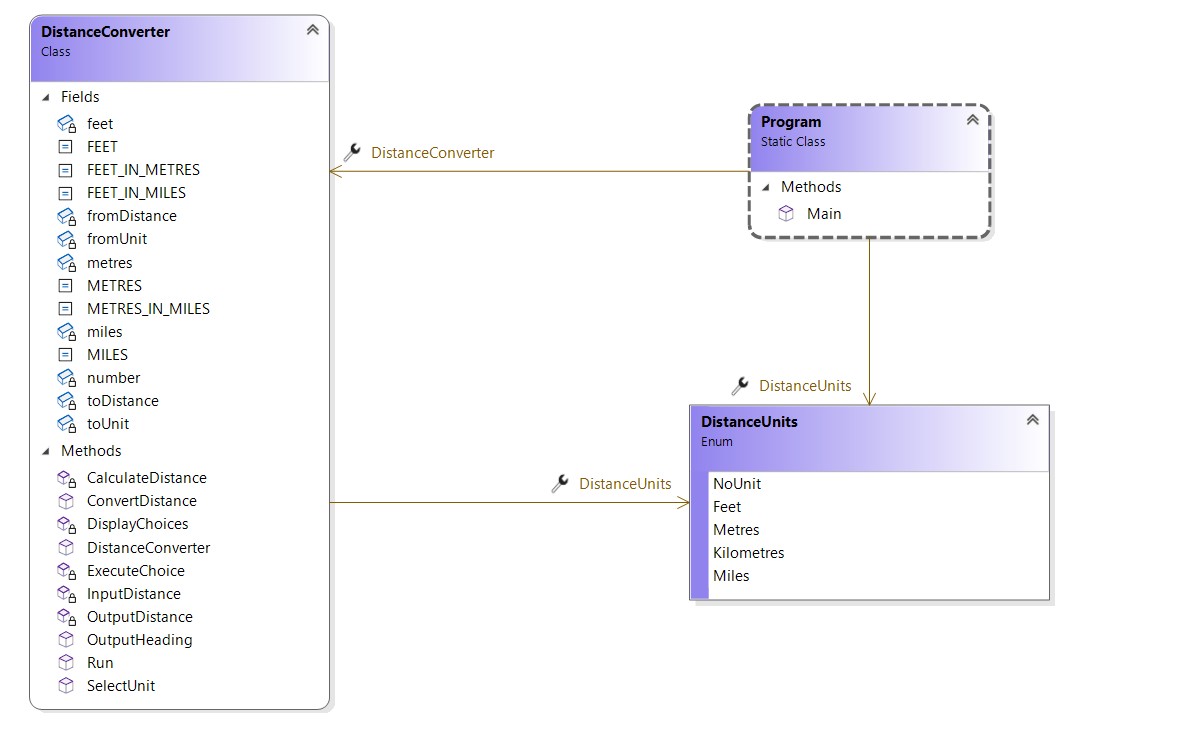 DistanceConverter
Class
Fields
feet
FEET
FEET_IN_METRES
FEET_IN_MILES
fromDistance
fromUnit
metres
METRES
METRES_IN_MILES
miles
MILES
number
toDistance
toUnit
Methods
CalculateDistance
ConvertDistance
DisplayChoices
DistanceConverter
ExecuteChoice
InputDistance
OutputDistance
OutputHeading
Run
SelectUnit
DistanceConverter
Program
Static Class
Methods
Main
DistanceUnits
DistanceUnits
DistanceUnits
Enum
NoUnit
Feet
Metres
Kilometres
Miles